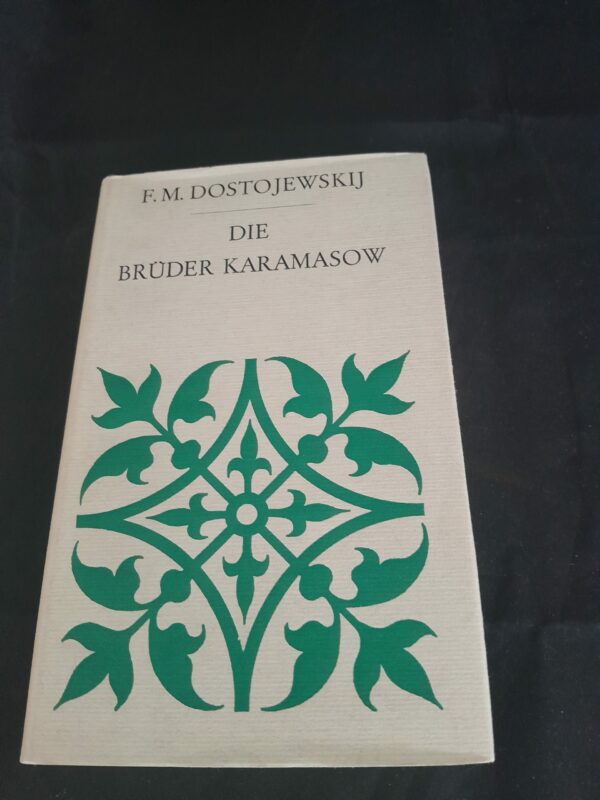 F. M. DOSTOJEWSKIJ
DIE
BRÜDER KARAMASOW